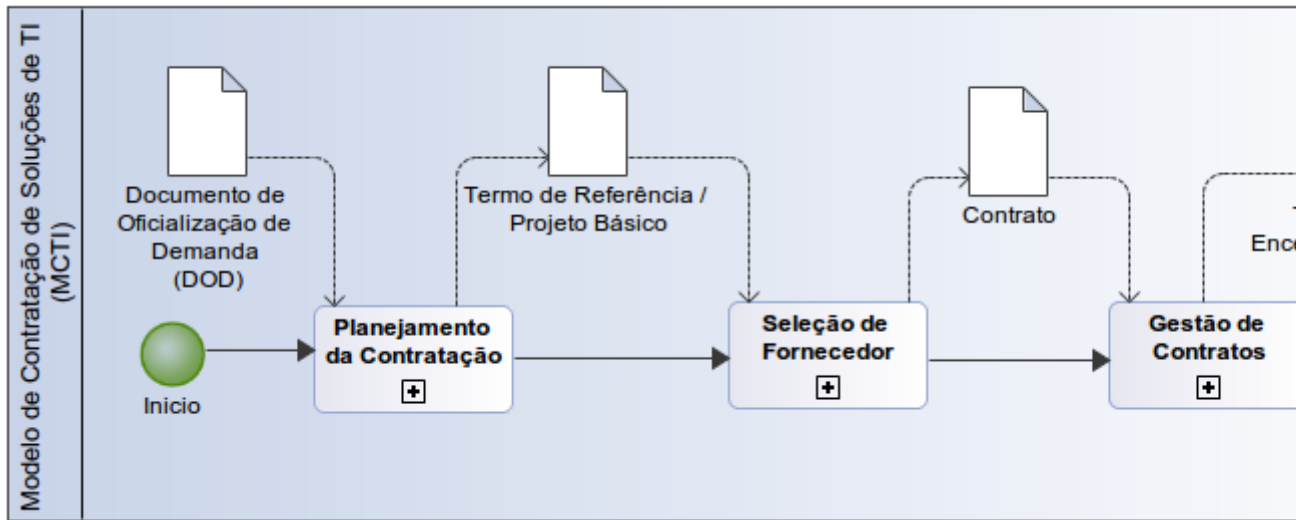 Modelo de Contratação de Soluções de TI
(MCTI)
Documento de
Oficialização de
Demanda
(DOD)
Termo de Referência /
Projeto Básico
Contrato
Inicio
Planejamento
da Contratação
Seleção de
Fornecedor
Gestão de
Contratos